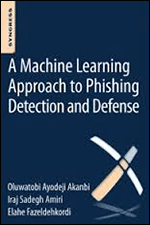 SYNGRESS
A Machine Learning
Approach to Phishing
Detection and Defense
Oluwatobi Ayodeji Akanbi
Iraj Sadegh Amiri
Elahe Fazeldehkordi